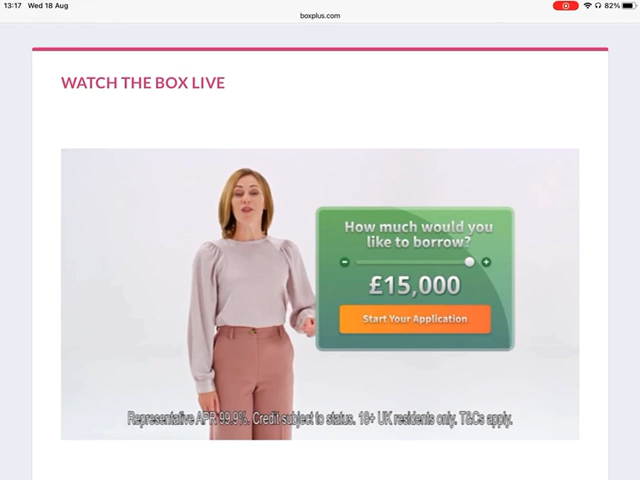 13:17 Wed 18 Aug
82%
boxplus.com
WATCH THE BOX LIVE
How much would you
like to borrow?
£15,000
Start Your Application
Representative APR 99.9%. Credit subject to status. 18+ UK residents only. T&Cs apply.